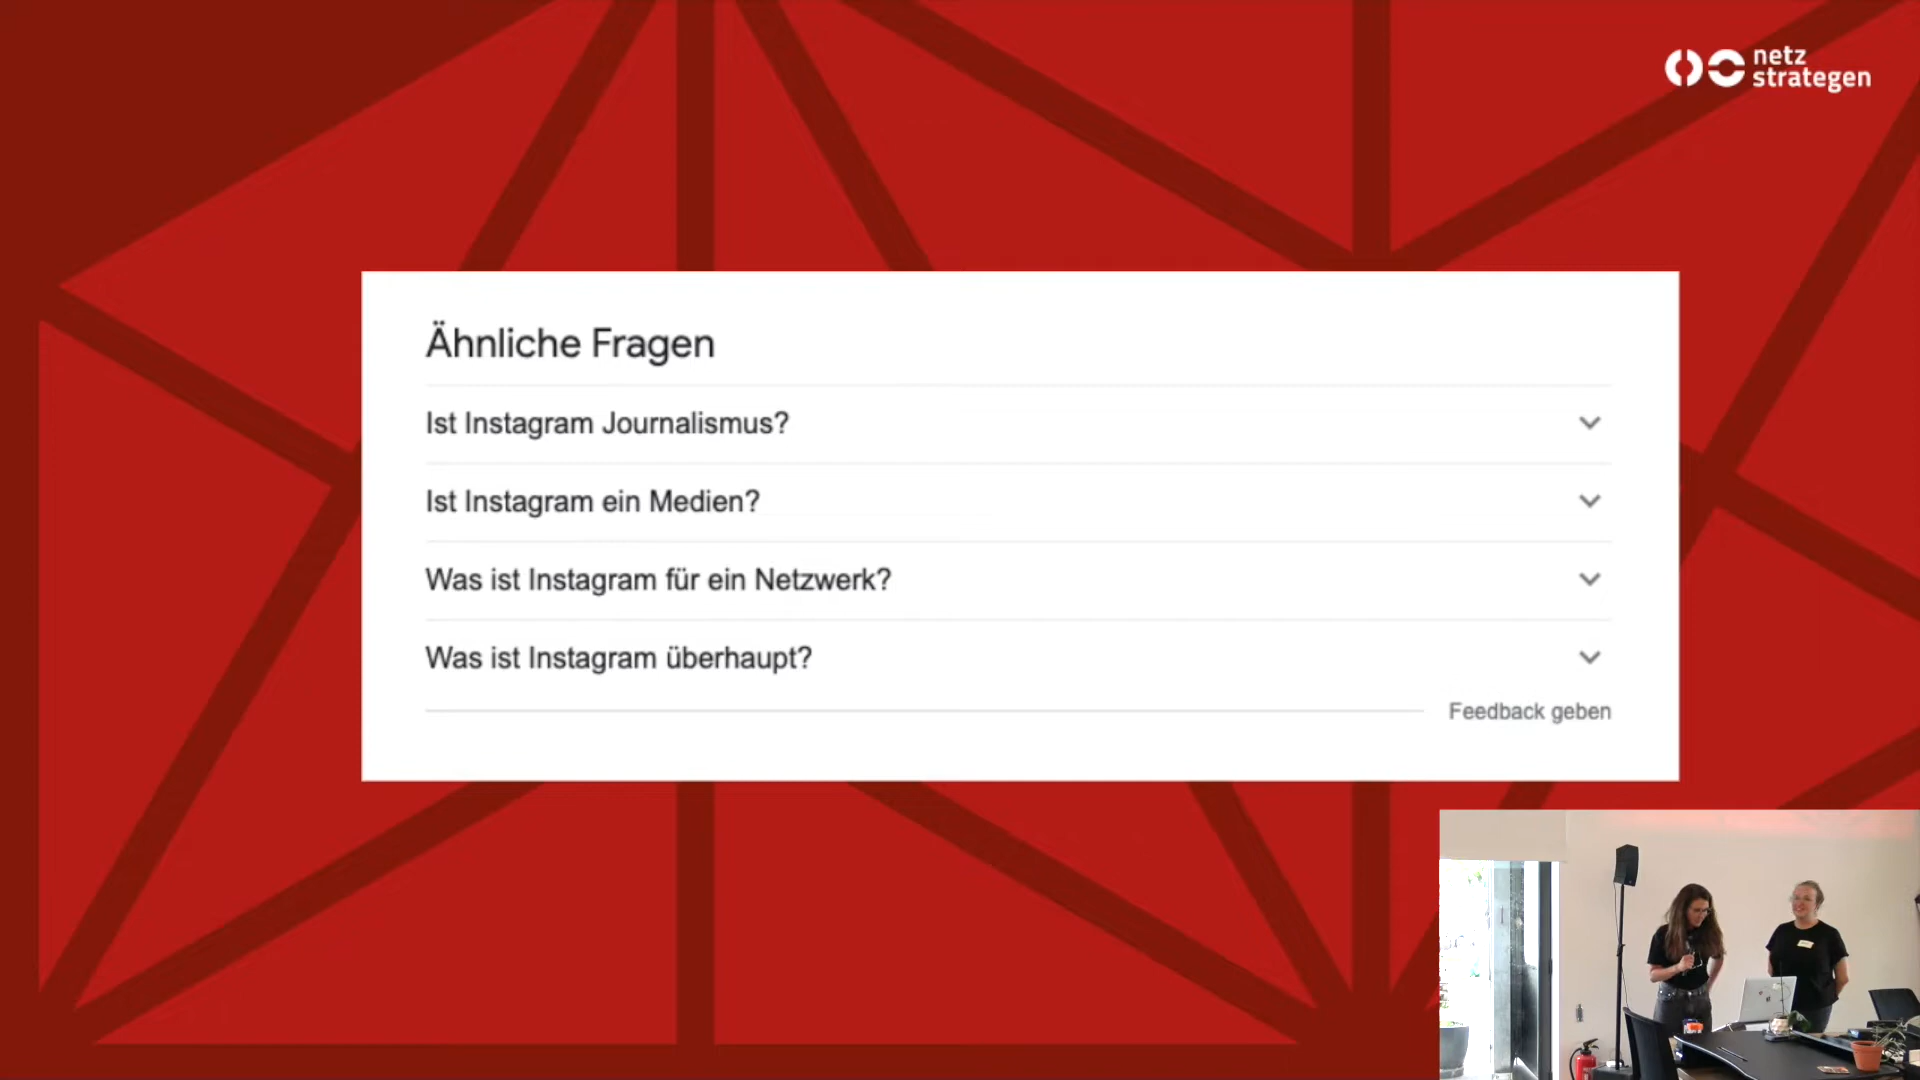 netz
strategen
Ähnliche Fragen
Ist Instagram Journalismus?
Ist Instagram ein Medien?
Was ist Instagram für ein Netzwerk?
Was ist Instagram überhaupt?
Feedback geben